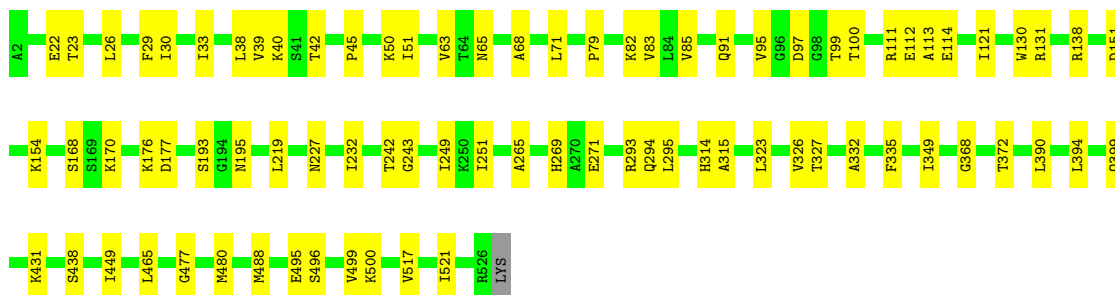 A2 E22 T23 L26 F29 I30 I33 L38 V39 K40 S41 T42 P45 K50 I51 V63 T64 N65 A68 L71 P79 K82 V83 L84 V85 Q91 V95 G96 D97 G98 T99 T100 R111 E112 A113 E114 I121 W130 R131 R138
K154 S168 S169 K170 K176 D177 S193 G194 N195 L219 N227 I232 T242 G243 I249 K250 I251 A265 H269 A270 E271 R293 Q294 L295 H314 A315 L323 V326 T327 A332 F335 I349 G368 T372 L390 L394
K431 S438 I449 L465 G477 M480 M488 E495 S496 V499 K500 V517 I521 R526 LYS